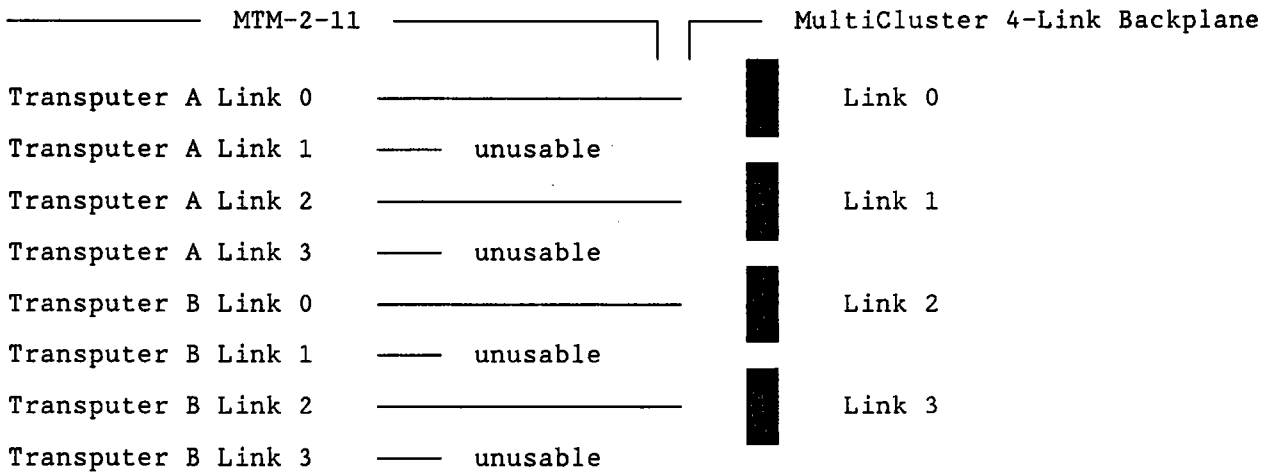 MTM-2-11 MultiCluster 4-Link Backplane
Transputer A Link 0 Link 0
Transputer A Link 1 unusable
Transputer A Link 2 Link 1
Transputer A Link 3 unusable
Transputer B Link 0 Link 2
Transputer B Link 1 unusable
Transputer B Link 2 Link 3
Transputer B Link 3 unusable